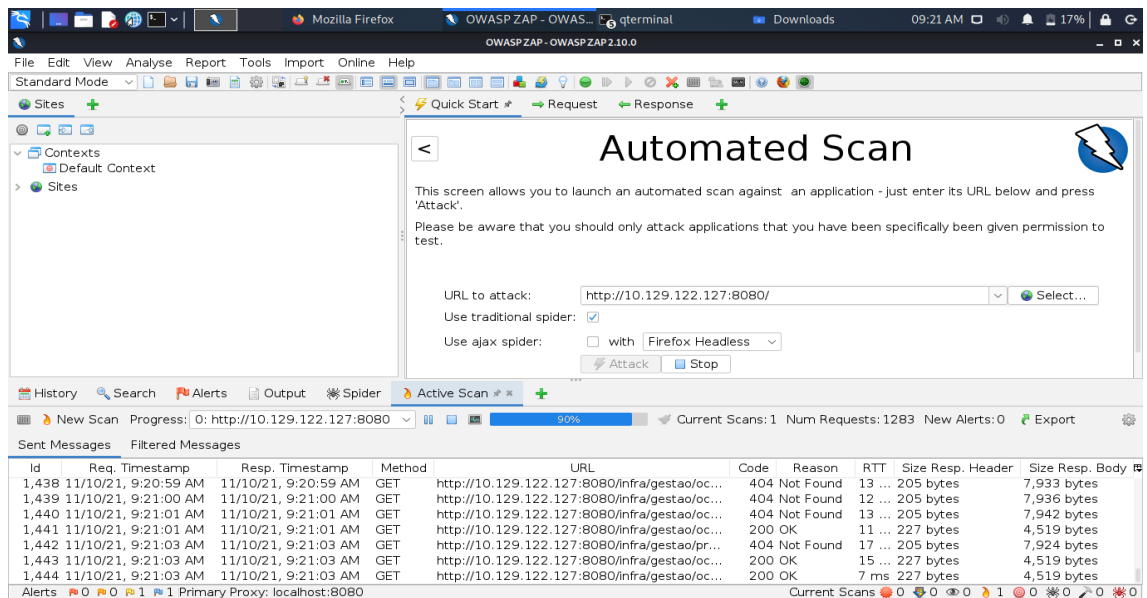 Mozilla Firefox OWASP ZAP - OWAS... 5 qterminal Downloads 09:21 AM 17%
OWASP ZAP - OWASP ZAP 2.10.0
File Edit View Analyse Report Tools Import Online Help
Standard Mode
Sites Quick Start Request Response
Contexts
Default Context
Sites
< Automated Scan
This screen allows you to launch an automated scan against an application - just enter its URL below and press
'Attack'.
Please be aware that you should only attack applications that you have been specifically been given permission to
test.
URL to attack: http://10.129.122.127:8080/ Select...
Use traditional spider:
Use ajax spider: with Firefox Headless
Attack Stop
History Search Alerts Output Spider Active Scan
New Scan Progress: 0: http://10.129.122.127:8080 90% Current Scans: 1 Num Requests: 1283 New Alerts: 0 Export
Sent Messages Filtered Messages
Id Req. Timestamp Resp. Timestamp Method URL Code Reason RTT Size Resp. Header Size Resp. Body
1,438 11/10/21, 9:20:59 AM 11/10/21, 9:20:59 AM GET http://10.129.122.127:8080/infra/gestao/oc... 404 Not Found 13 ... 205 bytes 7,933 bytes
1,439 11/10/21, 9:21:00 AM 11/10/21, 9:21:00 AM GET http://10.129.122.127:8080/infra/gestao/oc... 404 Not Found 12 ... 205 bytes 7,936 bytes
1,440 11/10/21, 9:21:01 AM 11/10/21, 9:21:01 AM GET http://10.129.122.127:8080/infra/gestao/oc... 404 Not Found 13 ... 205 bytes 7,942 bytes
1,441 11/10/21, 9:21:01 AM 11/10/21, 9:21:03 AM GET http://10.129.122.127:8080/infra/gestao/oc... 200 OK 11 ... 227 bytes 4,519 bytes
1,442 11/10/21, 9:21:03 AM 11/10/21, 9:21:03 AM GET http://10.129.122.127:8080/infra/gestao/pr... 404 Not Found 17 ... 205 bytes 7,924 bytes
1,443 11/10/21, 9:21:03 AM 11/10/21, 9:21:03 AM GET http://10.129.122.127:8080/infra/gestao/oc... 200 OK 15 ... 227 bytes 4,519 bytes
1,444 11/10/21, 9:21:03 AM 11/10/21, 9:21:03 AM GET http://10.129.122.127:8080/infra/gestao/oc... 200 OK 7 ms 227 bytes 4,519 bytes
Alerts 0 0 1 1 Primary Proxy: localhost:8080 Current Scans 0 0 0 1 0 0 0 0